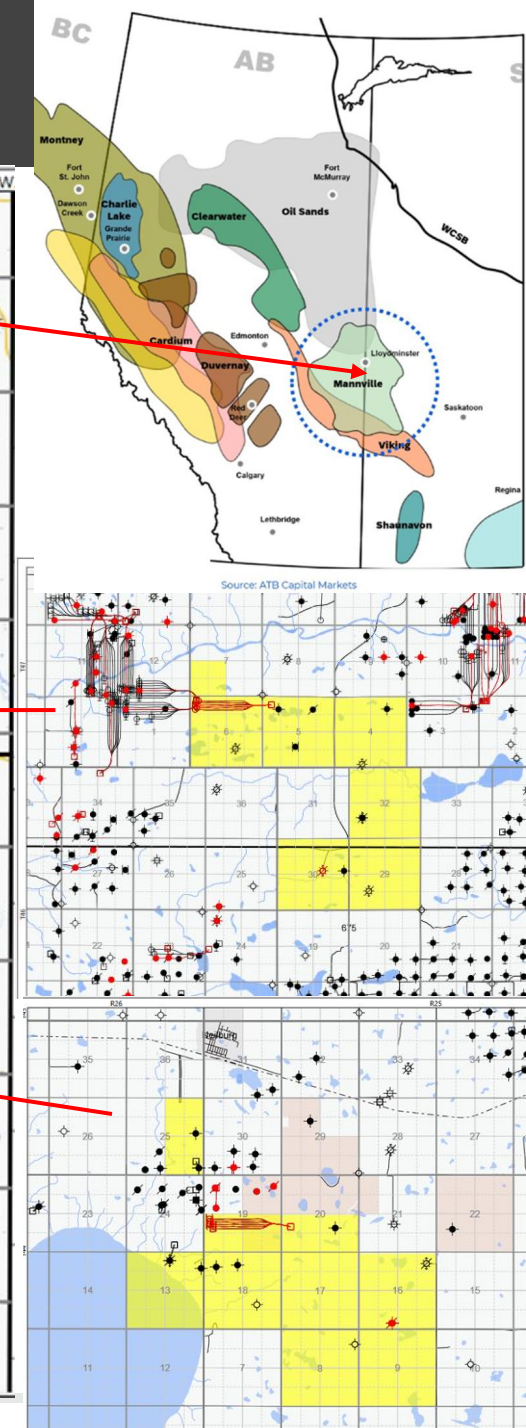 BC
AB
S
W
Montney
Fort
St. John
Dawson
Creek
Charlie
Lake
Grande
Prairie
Clearwater
Oil Sands
Fort
McMurray
WCSB
Cardium
Edmonton
Duvernay
Lloydminster
Mannville
Red
Deer
Saskatoon
Viking
Calgary
Regina
Lethbridge
Shaunavon
Source: ATB Capital Markets
12 7 8 9 10 11
1 6 5 4 3 2
34 35 36 31 32 33
27 26 25 30 29 28
675
22 24 19 20 21
R26 R25
35 36 31 32 33 34
26 25 30 29 28 27
23 24 19 20 21 22
14 13 18 17 16 15
11 12 7 8 9